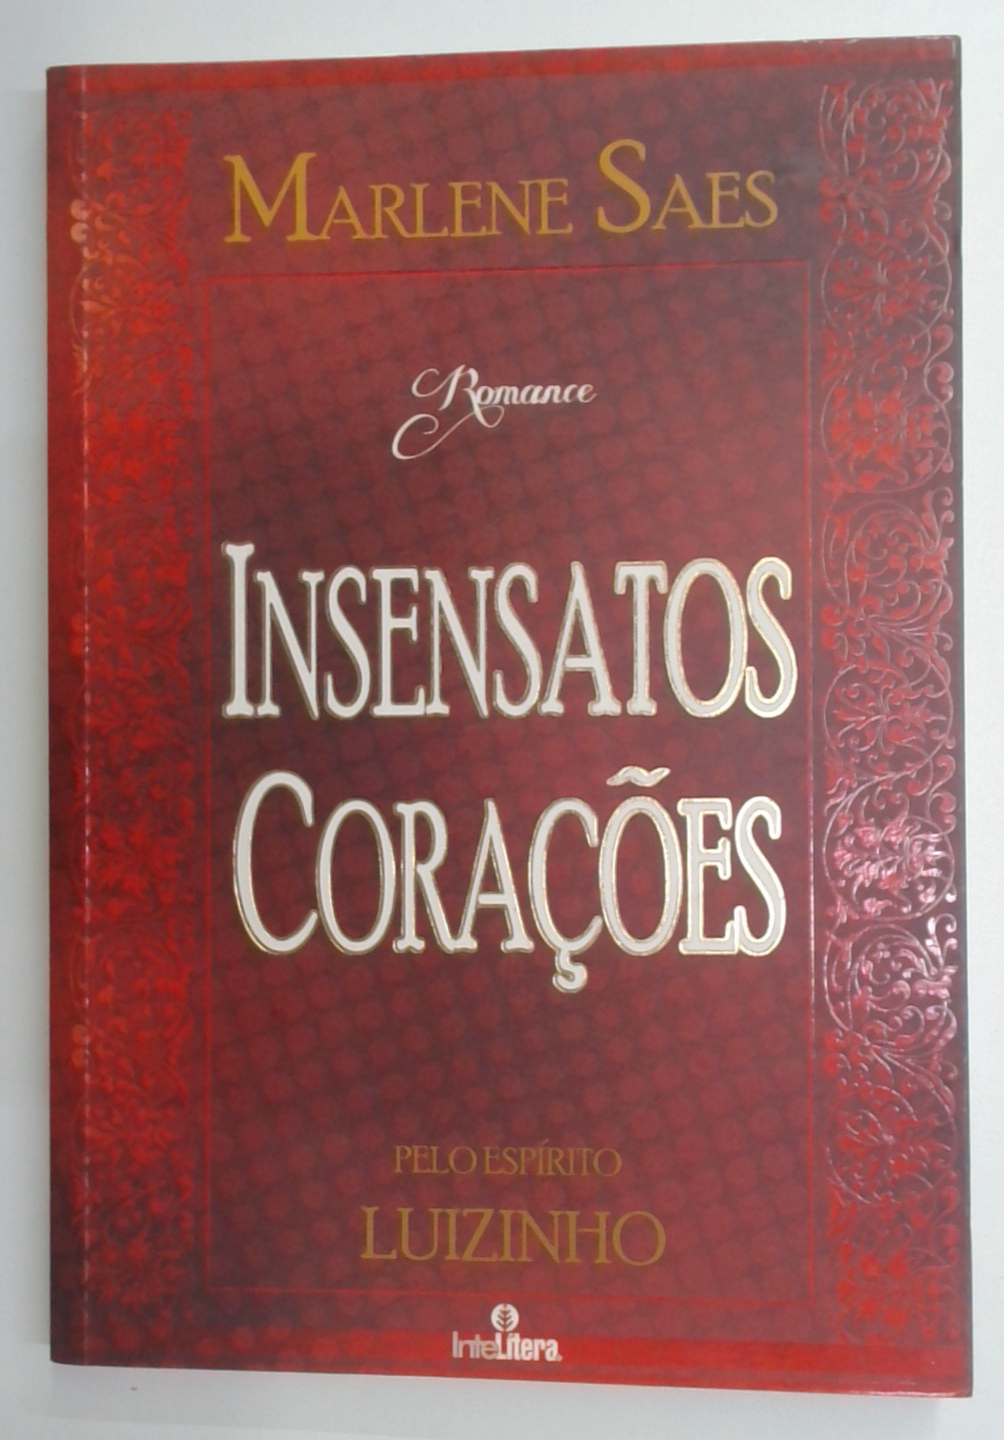 MARLENE SAES
Romance
INSENSATOS
CORAÇÕES
PELO ESPÍRITO
LUIZINHO
InteLítera